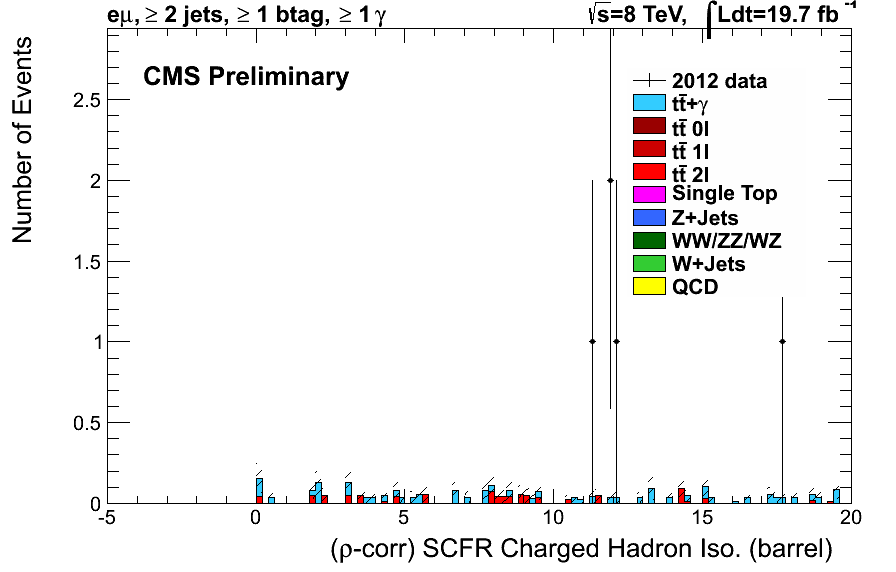 eμ, ≥ 2 jets, ≥ 1 btag, ≥ 1 γ
√s=8 TeV, ∫Ldt=19.7 fb⁻¹
CMS Preliminary
Number of Events
2.5
2
1.5
1
0.5
0
2012 data
tt̄+γ
tt̄ 0l
tt̄ 1l
tt̄ 2l
Single Top
Z+Jets
WW/ZZ/WZ
W+Jets
QCD
-5 0 5 10 15 20
(ρ-corr) SCFR Charged Hadron Iso. (barrel)